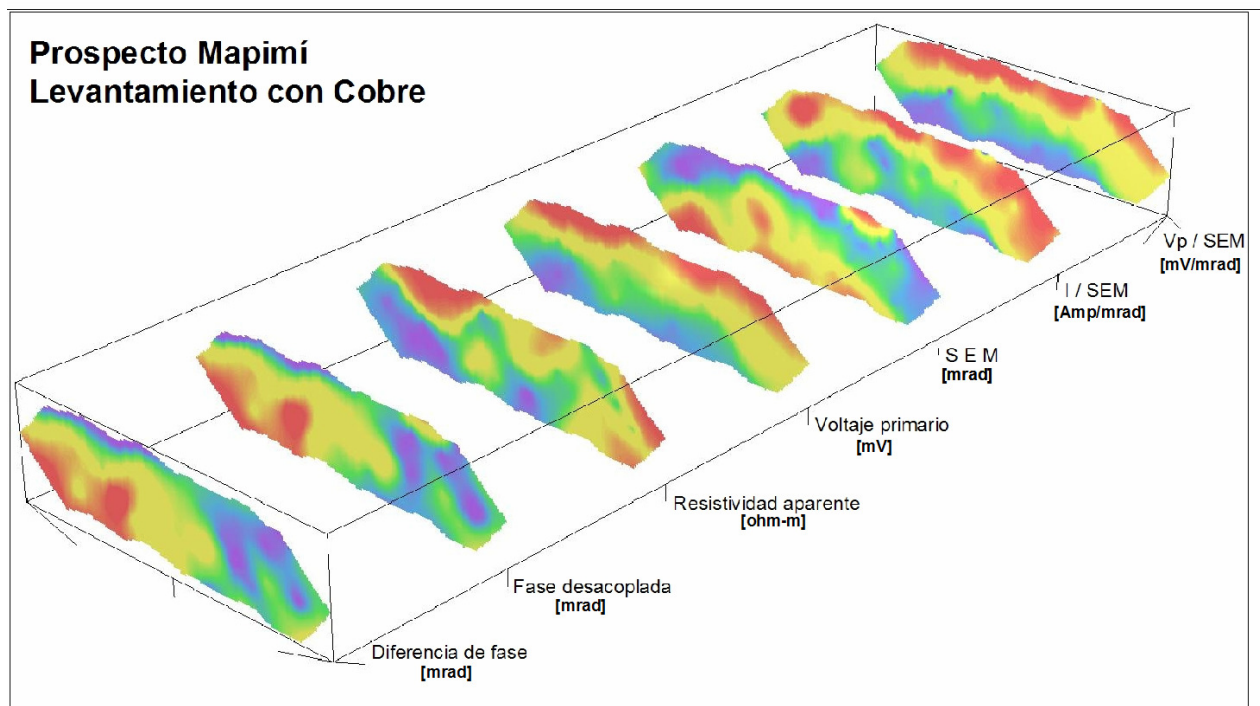 Prospecto Mapimí
Levantamiento con Cobre
Vp / SEM
[mV/mrad]
I / SEM
[Amp/mrad]
S E M
[mrad]
Voltaje primario
[mV]
Resistividad aparente
[ohm-m]
Fase desacoplada
[mrad]
Diferencia de fase
[mrad]